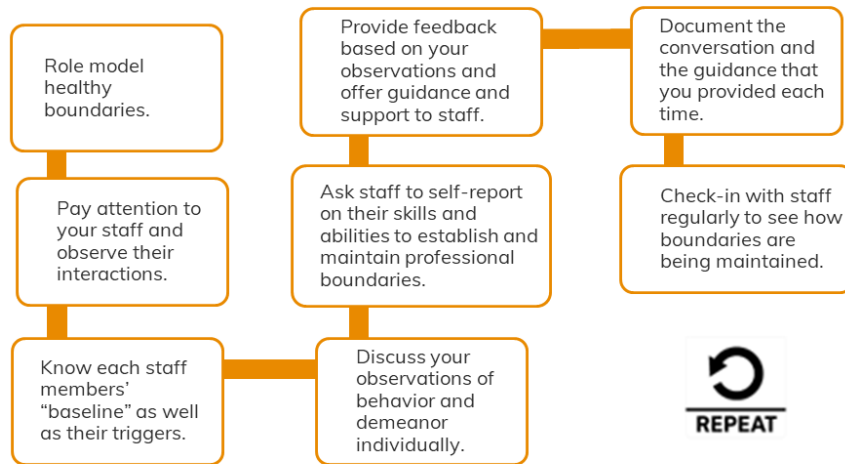 Role model
healthy
boundaries.
Pay attention to
your staff and
observe their
interactions.
Know each staff
members’
“baseline” as well
as their triggers.
Discuss your
observations of
behavior and
demeanor
individually.
Ask staff to self-report
on their skills and
abilities to establish and
maintain professional
boundaries.
Provide feedback
based on your
observations and
offer guidance and
support to staff.
Document the
conversation and
the guidance that
you provided each
time.
Check-in with staff
regularly to see how
boundaries are
being maintained.
REPEAT